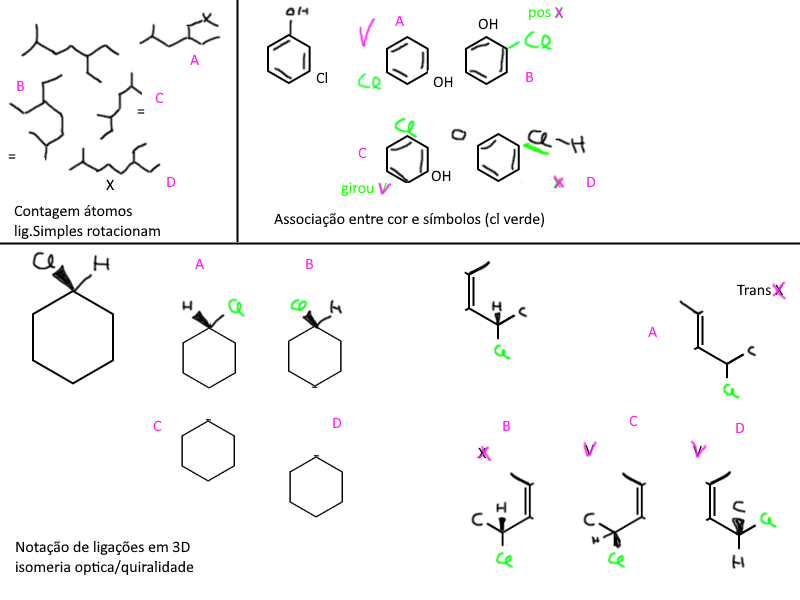 X
A
B
C
=
=
X
D
Contagem átomos
lig.Simples rotacionam
OH
Cl
V
A
Cl
OH
OH
pos X
Cl
B
C
Cl
OH
girou V
O
Cl-H
X
D
Associação entre cor e símbolos (cl verde)
Cl
H
A
H
Cl
B
Cl
H
C
D
Notação de ligações em 3D
isomeria optica/quiralidade
H
C
Cl
Trans X
A
C
Cl
B
X
C
H
Cl
C
V
C
H
Cl
D
V
C
Cl
H